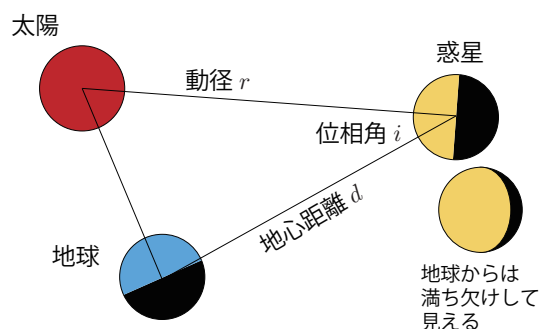 太陽
惑星
動径 r
位相角 i
地心距離 d
地球
地球からは
満ち欠けして
見える